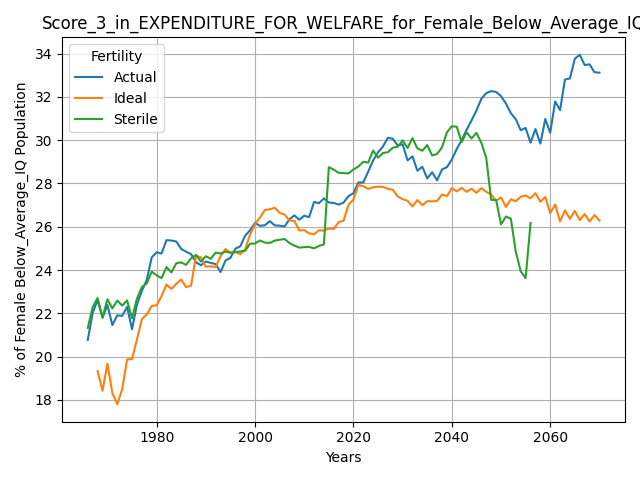 Score_3_in_EXPENDITURE_FOR_WELFARE_for_Female_Below_Average_IQ
Fertility
Actual
Ideal
Sterile
34
32
30
28
26
24
22
20
18
% of Female Below_Average_IQ Population
1980
2000
2020
2040
2060
Years